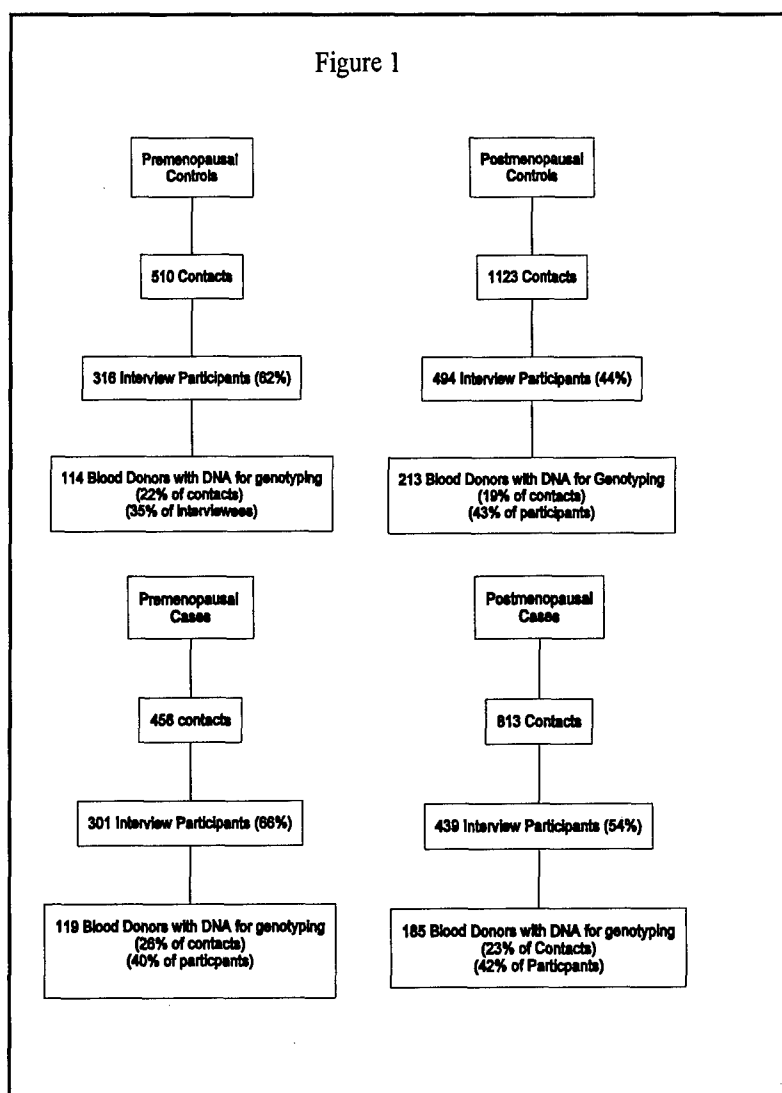 Figure 1
Premenopausal
Controls
510 Contacts
316 Interview Participants (62%)
114 Blood Donors with DNA for genotyping
(22% of contacts)
(35% of interviewees)
Postmenopausal
Controls
1123 Contacts
494 Interview Participants (44%)
213 Blood Donors with DNA for Genotyping
(19% of contacts)
(43% of participants)
Premenopausal
Cases
456 contacts
301 Interview Participants (66%)
119 Blood Donors with DNA for genotyping
(26% of contacts)
(40% of particpants)
Postmenopausal
Cases
813 Contacts
439 Interview Participants (54%)
185 Blood Donors with DNA for genotyping
(23% of Contacts)
(42% of Particpants)